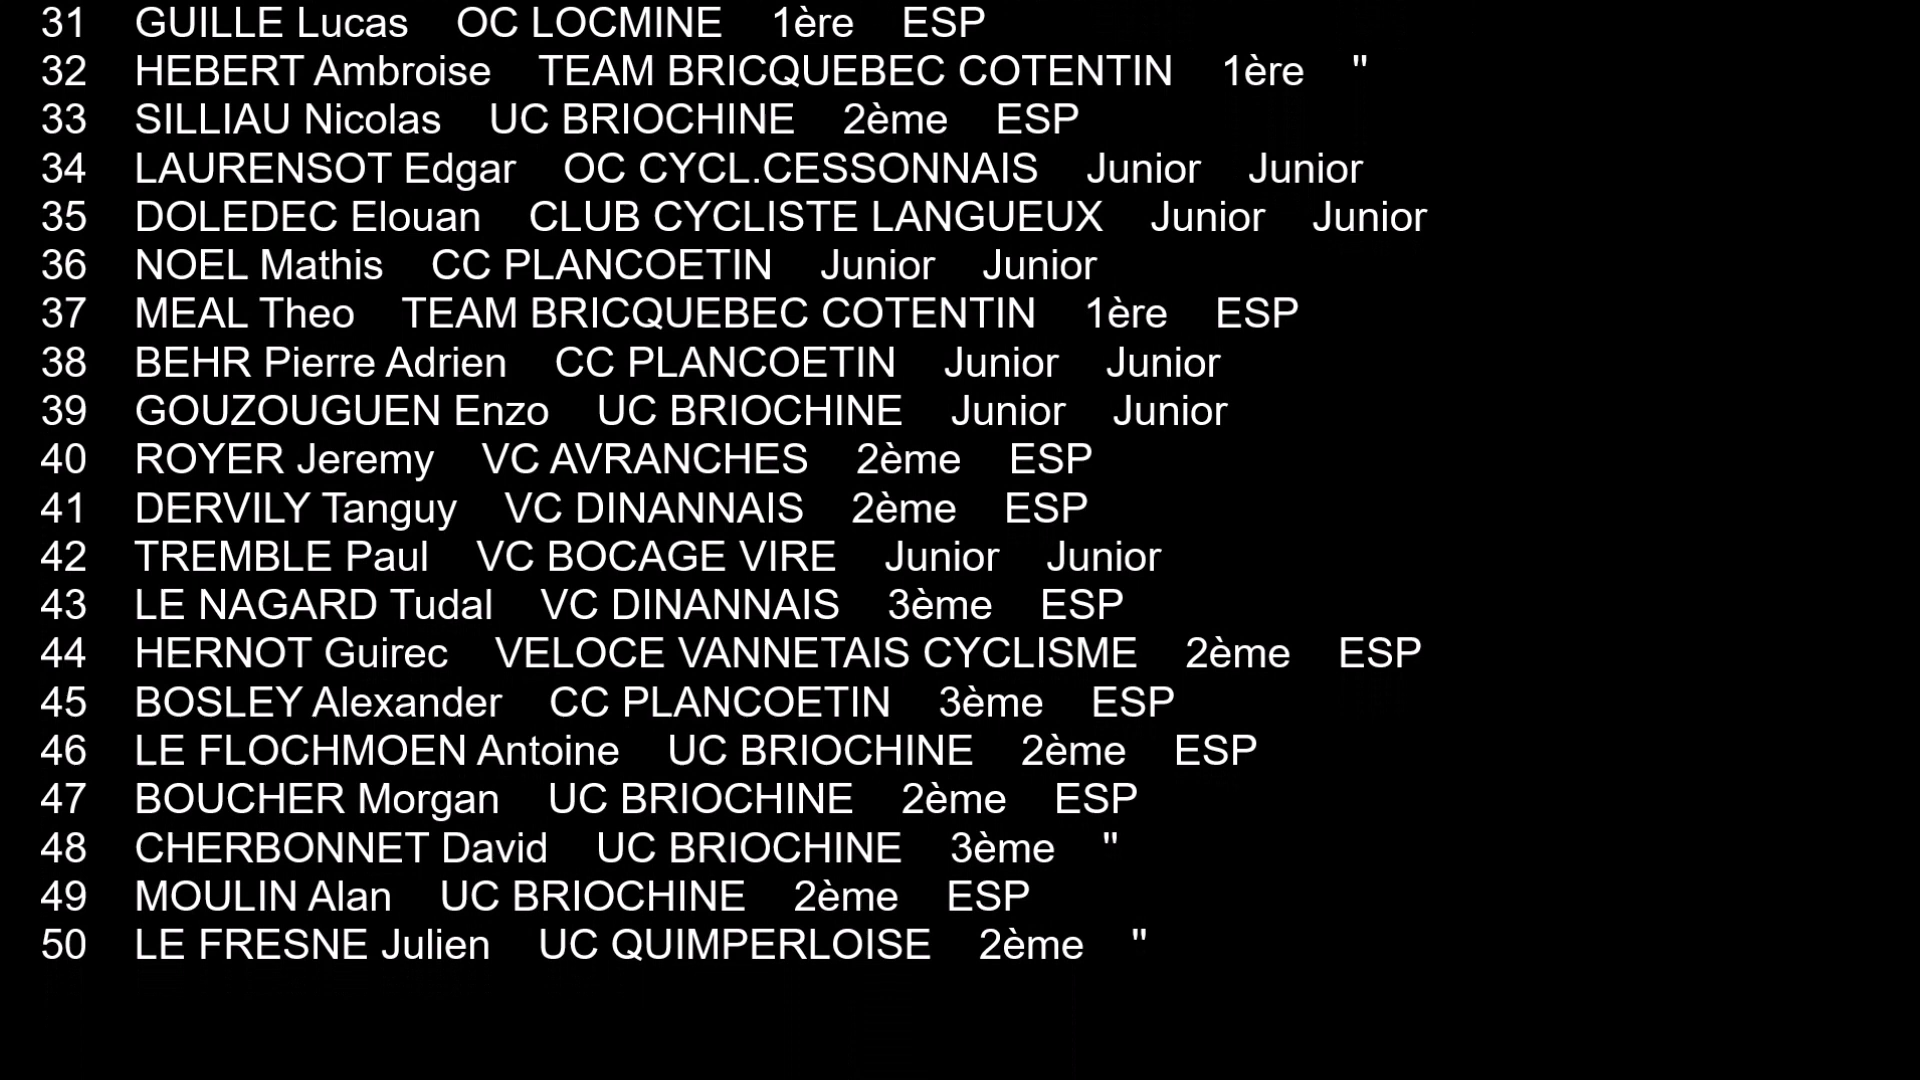 31 GUILLE Lucas OC LOCMINE 1ère ESP
32 HEBERT Ambroise TEAM BRICQUEBEC COTENTIN 1ère "
33 SILLIAU Nicolas UC BRIOCHINE 2ème ESP
34 LAURENSOT Edgar OC CYCL.CESSONNAIS Junior Junior
35 DOLEDEC Elouan CLUB CYCLISTE LANGUEUX Junior Junior
36 NOEL Mathis CC PLANCOETIN Junior Junior
37 MEAL Theo TEAM BRICQUEBEC COTENTIN 1ère ESP
38 BEHR Pierre Adrien CC PLANCOETIN Junior Junior
39 GOUZOUGUEN Enzo UC BRIOCHINE Junior Junior
40 ROYER Jeremy VC AVRANCHES 2ème ESP
41 DERVILY Tanguy VC DINANNAIS 2ème ESP
42 TREMBLE Paul VC BOCAGE VIRE Junior Junior
43 LE NAGARD Tudal VC DINANNAIS 3ème ESP
44 HERNOT Guirec VELOCE VANNETAIS CYCLISME 2ème ESP
45 BOSLEY Alexander CC PLANCOETIN 3ème ESP
46 LE FLOCHMOEN Antoine UC BRIOCHINE 2ème ESP
47 BOUCHER Morgan UC BRIOCHINE 2ème ESP
48 CHERBONNET David UC BRIOCHINE 3ème "
49 MOULIN Alan UC BRIOCHINE 2ème ESP
50 LE FRESNE Julien UC QUIMPERLOISE 2ème "